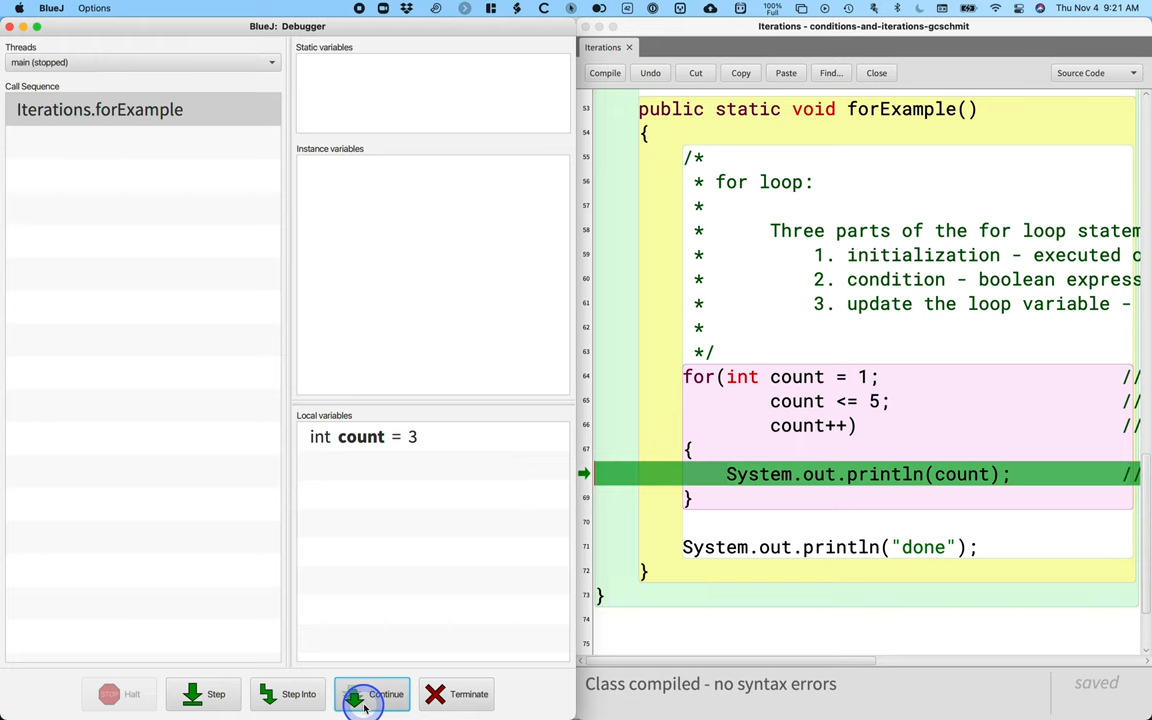 BlueJ Options 100% Full Thu Nov 4 9:21 AM
BlueJ: Debugger
Iterations - conditions-and-iterations-gcschmit
Threads
main (stopped)
Call Sequence
Iterations.forExample
Static variables
Instance variables
Local variables
int count = 3
Halt Step Step Into Continue Terminate
Iterations
Compile Undo Cut Copy Paste Find... Close Source Code
53 public static void forExample()
54 {
55 /*
56 * for loop:
57 *
58 * Three parts of the for loop statem
59 * 1. initialization - executed o
60 * 2. condition - boolean express
61 * 3. update the loop variable -
62 *
63 */
64 for(int count = 1; //
65 count <= 5; //
66 count++) //
67 {
System.out.println(count); //
69 }
70
71 System.out.println("done");
72 }
73 }
74
75
Class compiled - no syntax errors
saved